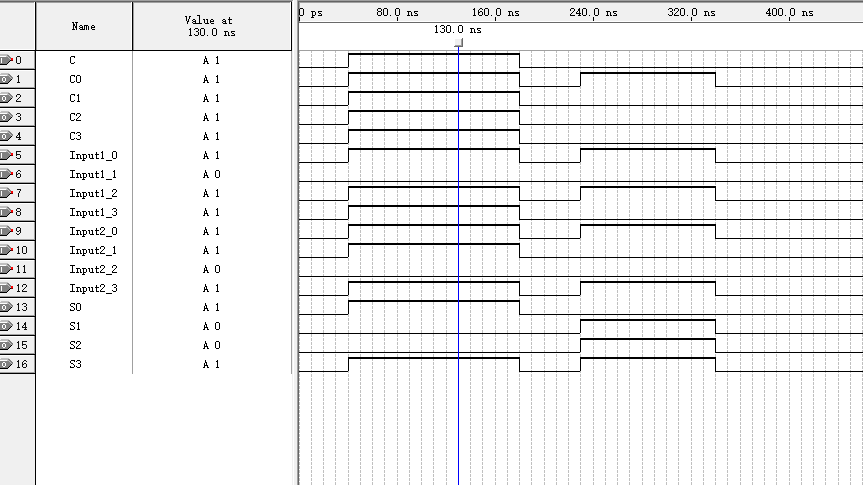 0 ps 80.0 ns 160.0 ns 240.0 ns 320.0 ns 400.0 ns
Name Value at 130.0 ns
130.0 ns
0 C A 1
1 C0 A 1
2 C1 A 1
3 C2 A 1
4 C3 A 1
5 Input1_0 A 1
6 Input1_1 A 0
7 Input1_2 A 1
8 Input1_3 A 1
9 Input2_0 A 1
10 Input2_1 A 1
11 Input2_2 A 0
12 Input2_3 A 1
13 S0 A 1
14 S1 A 0
15 S2 A 0
16 S3 A 1